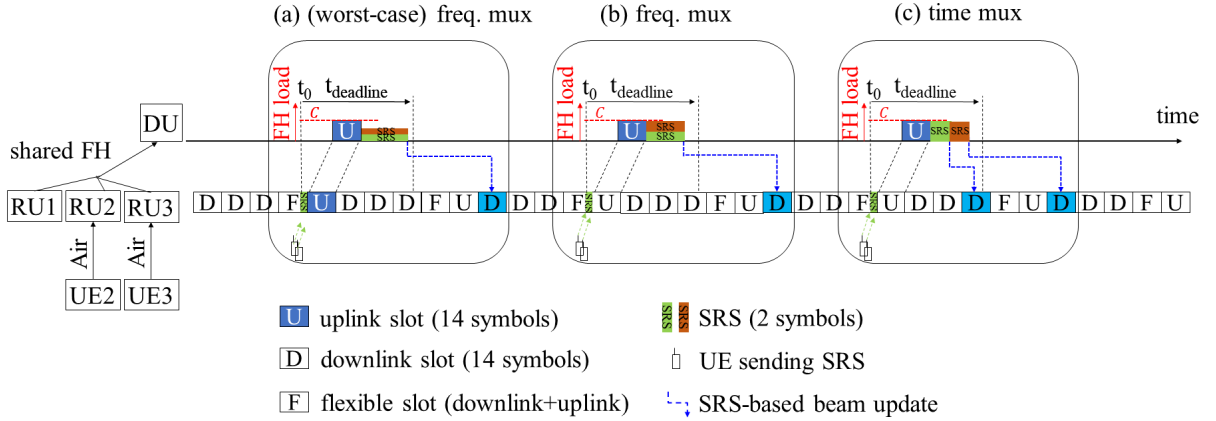 (a) (worst-case) freq. mux
(b) freq. mux
(c) time mux
FH load
t0 tdeadline
C
U
SRS
SRS
FH load
t0 tdeadline
C
U
SRS
SRS
FH load
t0 tdeadline
C
U SRS SRS
time
DU
shared FH
RU1 RU2 RU3
Air Air
UE2 UE3
D D D F SRS U D D D F U D D D F SRS U D D D F U D D D F SRS U D D D F U D D D F U
U uplink slot (14 symbols)
D downlink slot (14 symbols)
F flexible slot (downlink+uplink)
SRS SRS SRS (2 symbols)
UE sending SRS
SRS-based beam update